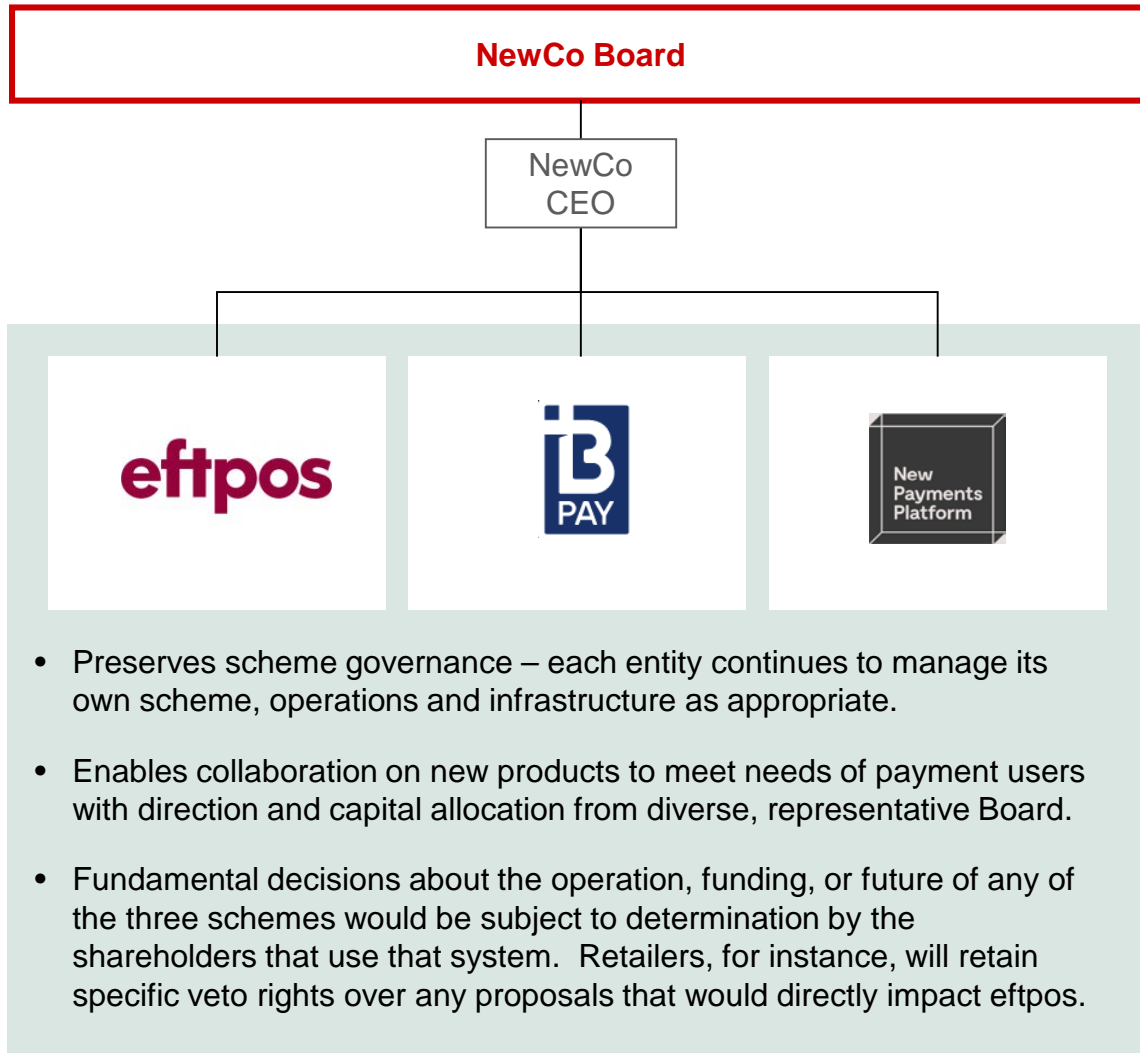 NewCo Board
NewCo
CEO
eftpos
B
PAY
New
Payments
Platform
• Preserves scheme governance – each entity continues to manage its
own scheme, operations and infrastructure as appropriate.
• Enables collaboration on new products to meet needs of payment users
with direction and capital allocation from diverse, representative Board.
• Fundamental decisions about the operation, funding, or future of any of
the three schemes would be subject to determination by the
shareholders that use that system.  Retailers, for instance, will retain
specific veto rights over any proposals that would directly impact eftpos.